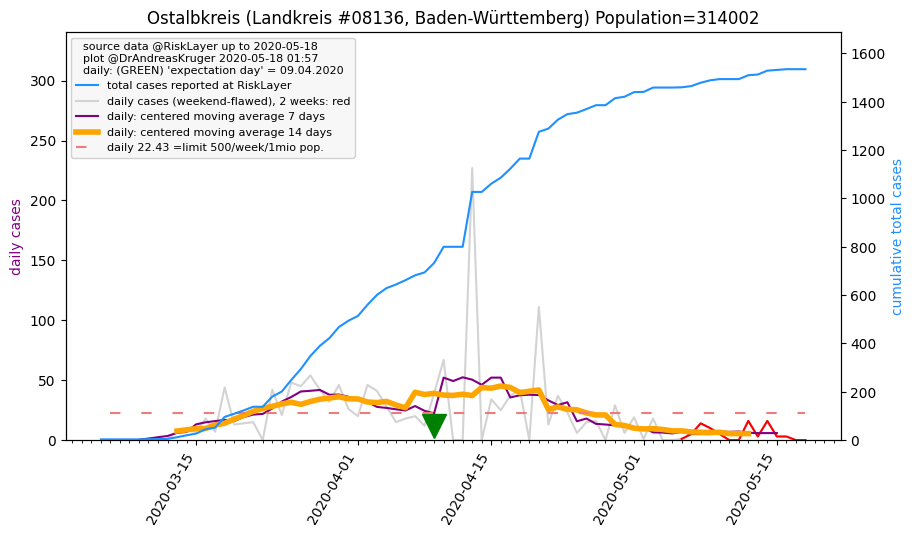 Ostalbkreis (Landkreis #08136, Baden-Württemberg) Population=314002
source data @RiskLayer up to 2020-05-18
plot @DrAndreasKruger 2020-05-18 01:57
daily: (GREEN) 'expectation day' = 09.04.2020
total cases reported at RiskLayer
daily cases (weekend-flawed), 2 weeks: red
daily: centered moving average 7 days
daily: centered moving average 14 days
daily 22.43 =limit 500/week/1mio pop.
daily cases
300
250
200
150
100
50
0
1600
1400
1200
1000
800
600
400
200
0
cumulative total cases
2020-03-15
2020-04-01
2020-04-15
2020-05-01
2020-05-15